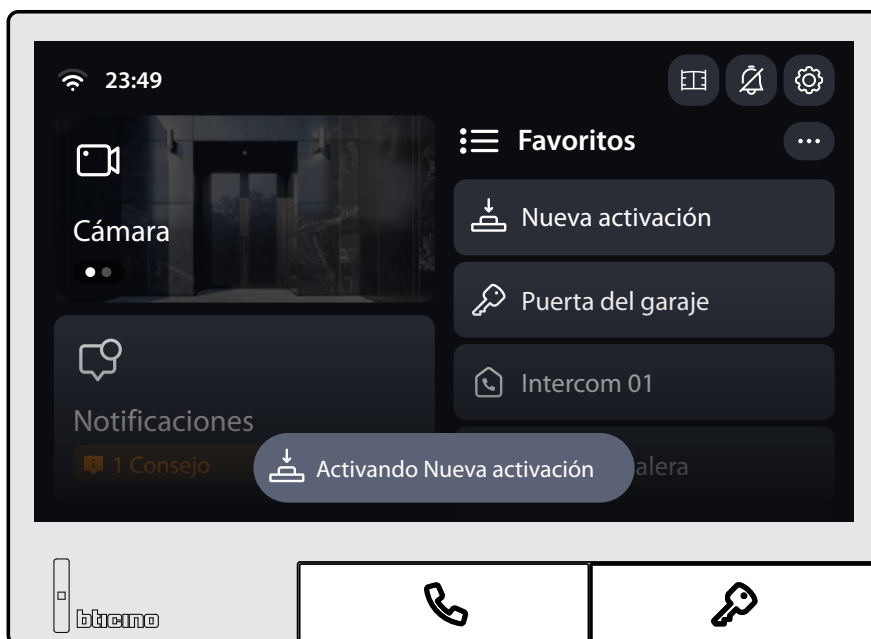 23:49
Cámara
Notificaciones
1 Consejo
Favoritos
Nueva activación
Puerta del garaje
Intercom 01
alera
Activando Nueva activación
bticino